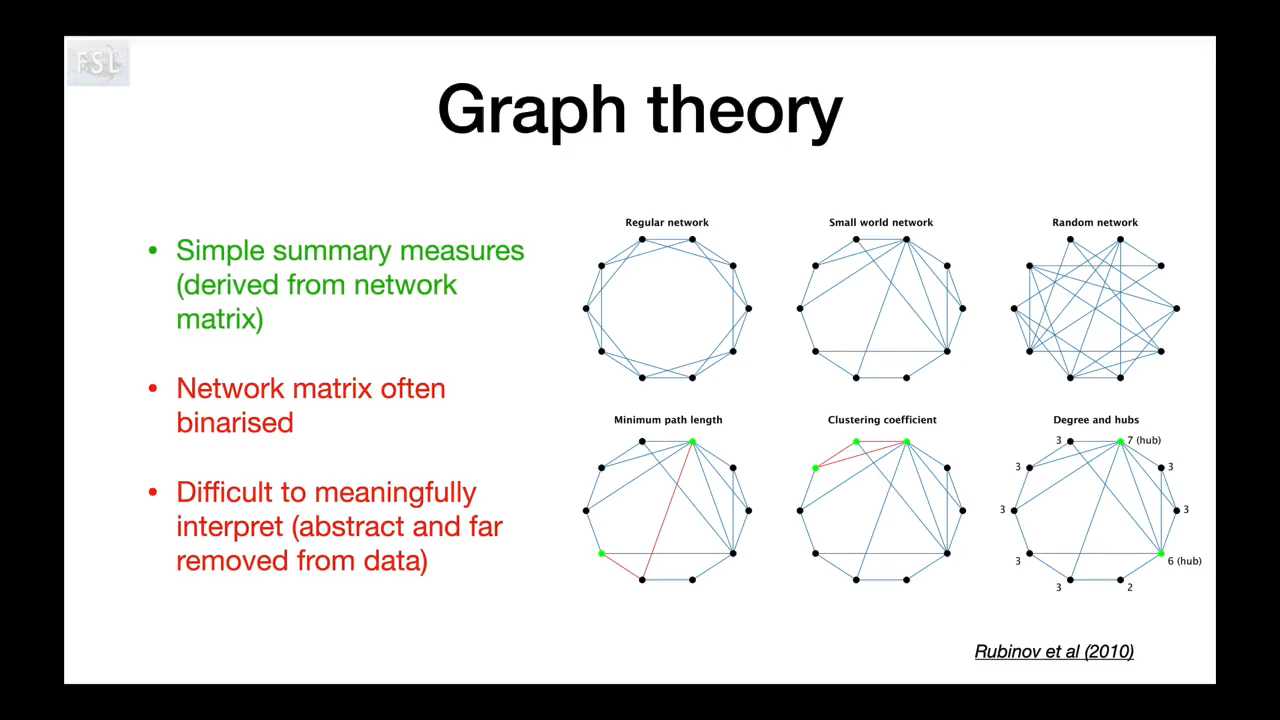 FSL
Graph theory
• Simple summary measures
(derived from network
matrix)
• Network matrix often
binarised
• Difficult to meaningfully
interpret (abstract and far
removed from data)
Regular network
Small world network
Random network
Minimum path length
Clustering coefficient
Degree and hubs
3
7 (hub)
3
3
3
3
3
6 (hub)
3
2
Rubinov et al (2010)